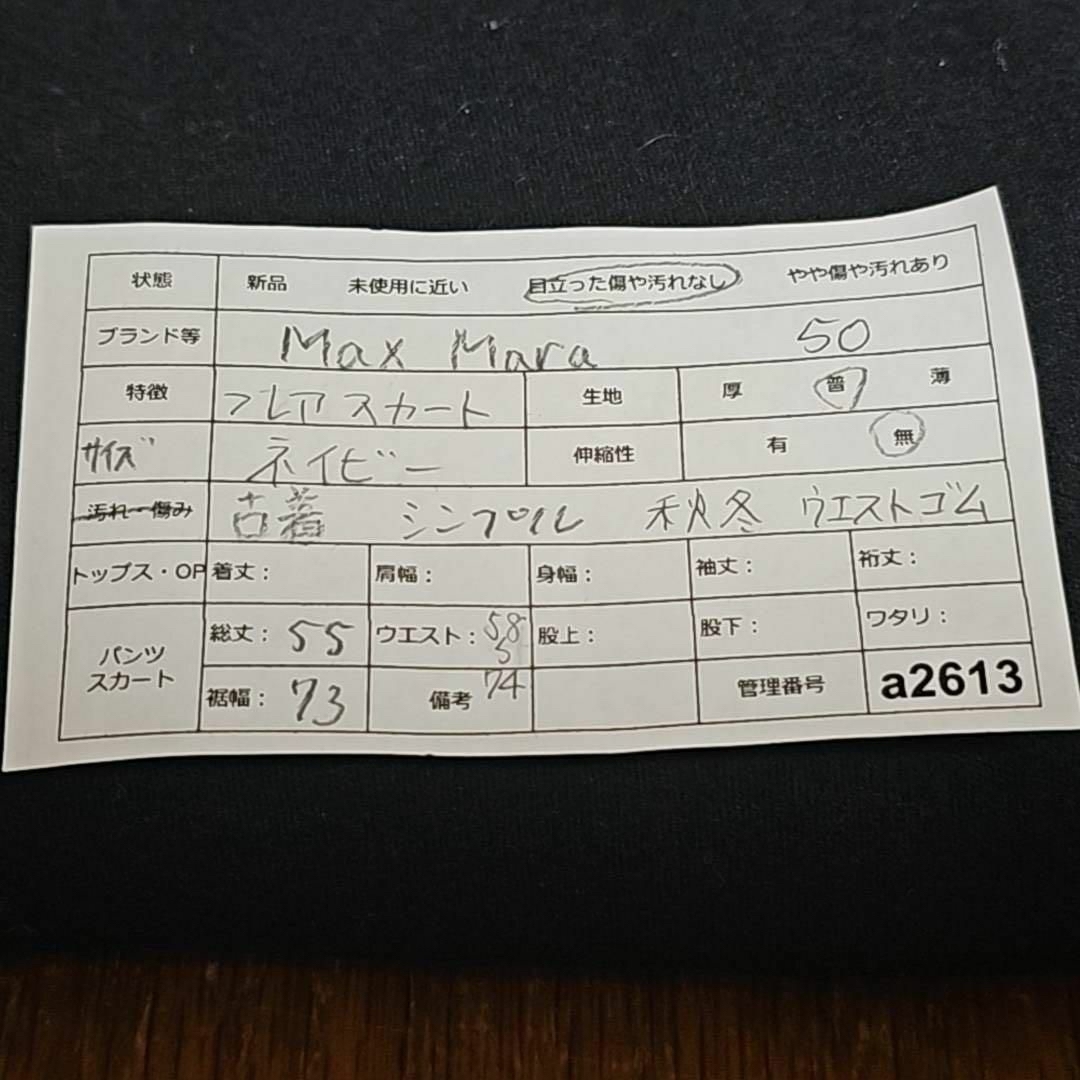 状態 新品 未使用に近い 目立った傷や汚れなし やや傷や汚れあり
ブランド等 Max Mara 50
特徴 フレアスカート 生地 厚 普 薄
サイズ ネイビー 伸縮性 有 無
汚れ・傷み 古着 シンプル 秋冬 ウエストゴム
トップス・OP 着丈: 肩幅: 身幅: 袖丈: 裄丈:
パンツ スカート 総丈: 55 ウエスト: 58 5 74 股上: 股下: ワタリ:
裾幅: 73 備考 管理番号 a2613